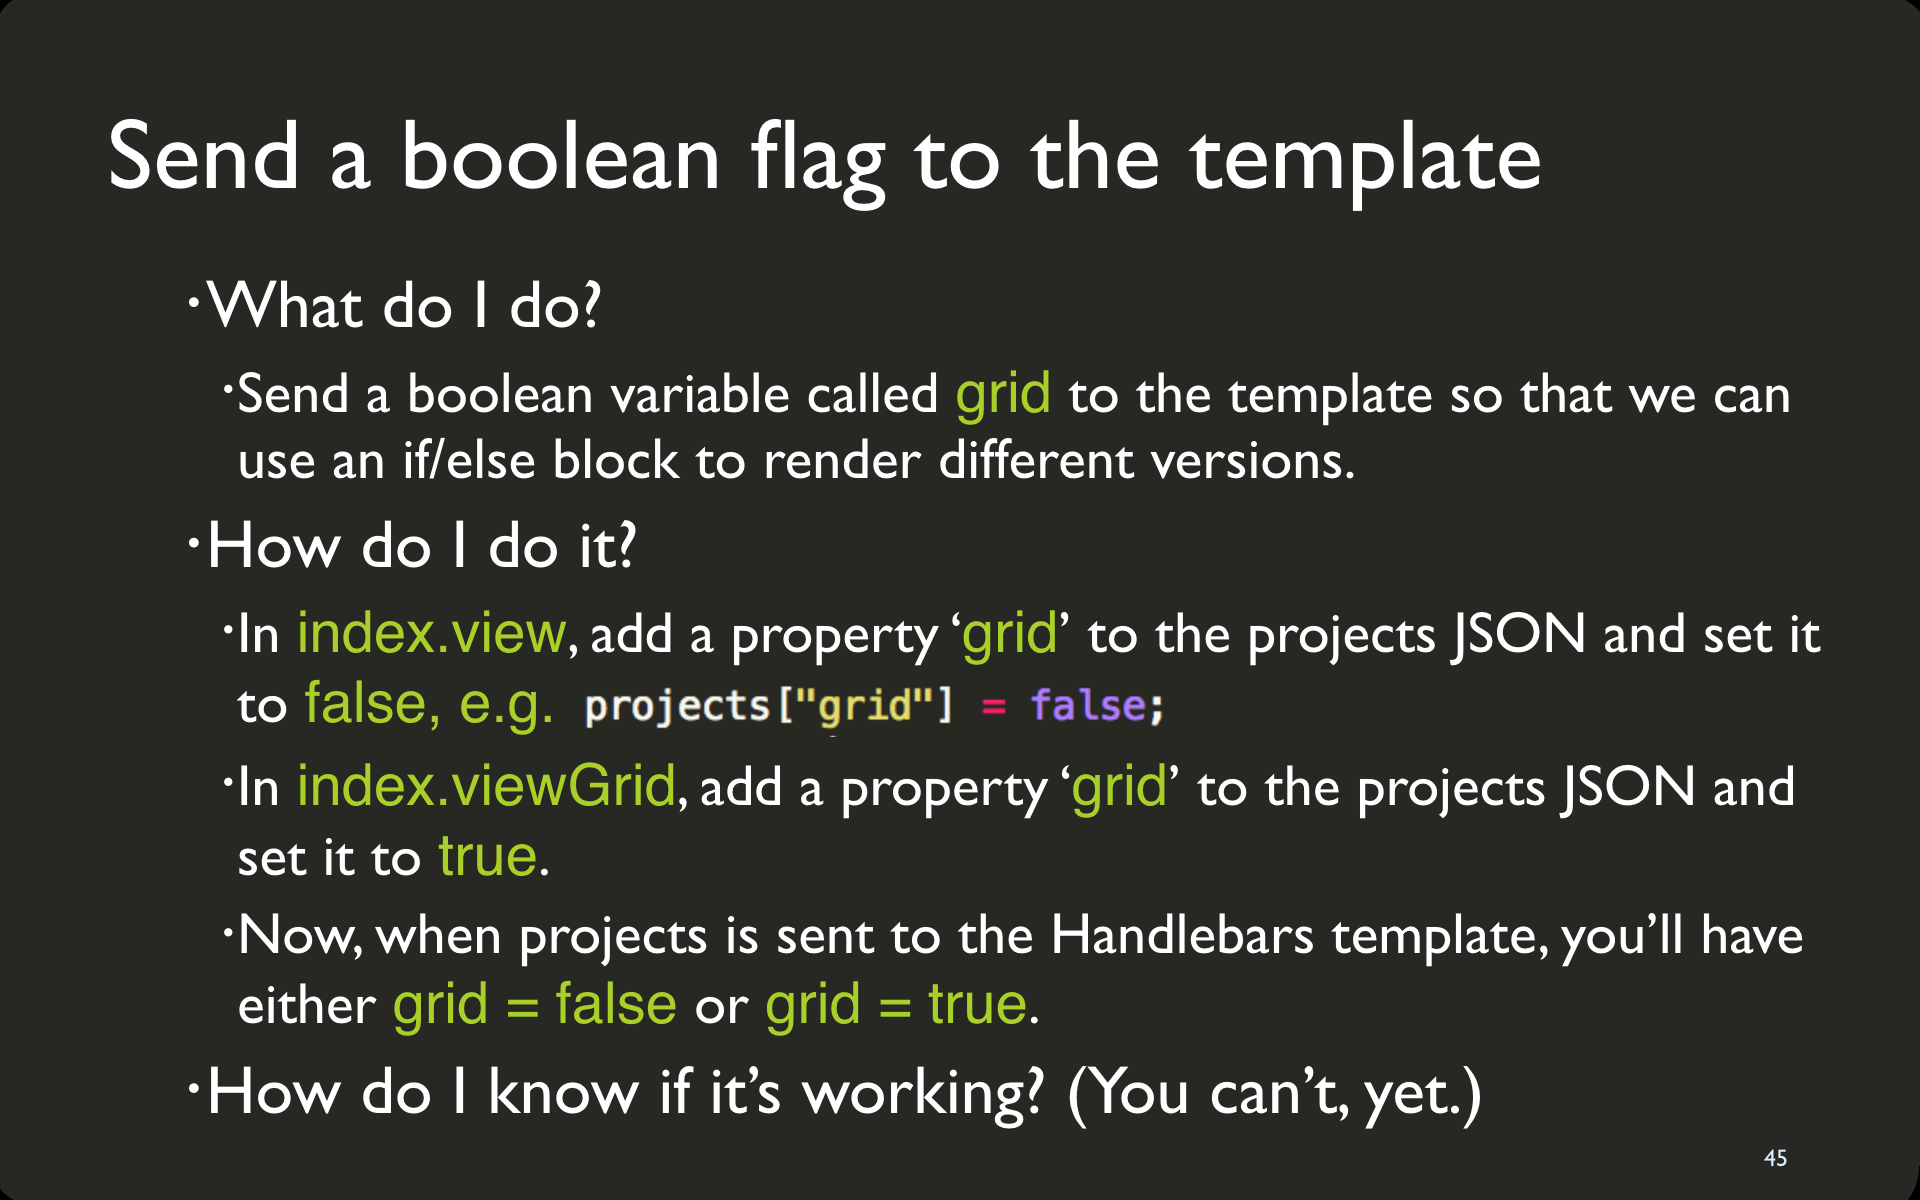 Send a boolean flag to the template
•What do I do?
•Send a boolean variable called grid to the template so that we can
use an if/else block to render different versions.
•How do I do it?
•In index.view, add a property ‘grid’ to the projects JSON and set it
to false, e.g. projects["grid"] = false;
•In index.viewGrid, add a property ‘grid’ to the projects JSON and
set it to true.
•Now, when projects is sent to the Handlebars template, you’ll have
either grid = false or grid = true.
•How do I know if it’s working? (You can’t, yet.)
45